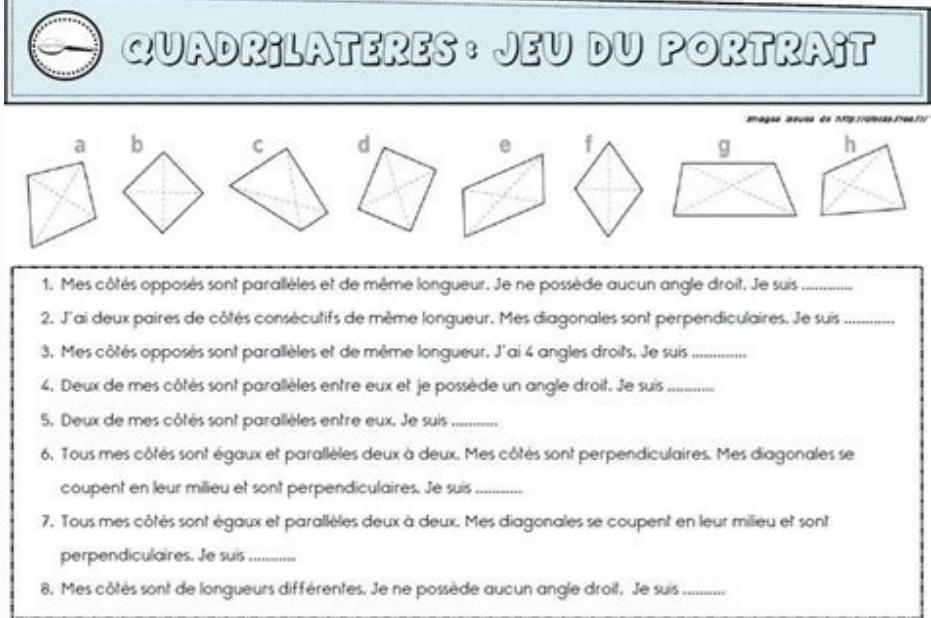 QUADRILATERES : JEU DU PORTRAIT
images issues de http://
a b c d e f g h
1. Mes côtés opposés sont parallèles et de même longueur. Je ne possède aucun angle droit. Je suis .............
2. J'ai deux paires de côtés consécutifs de même longueur. Mes diagonales sont perpendiculaires. Je suis .............
3. Mes côtés opposés sont parallèles et de même longueur. J'ai 4 angles droits. Je suis ..............
4. Deux de mes côtés sont parallèles entre eux et je possède un angle droit. Je suis ............
5. Deux de mes côtés sont parallèles entre eux. Je suis ............
6. Tous mes côtés sont égaux et parallèles deux à deux. Mes côtés sont perpendiculaires. Mes diagonales se
coupent en leur milieu et sont perpendiculaires. Je suis ............
7. Tous mes côtés sont égaux et parallèles deux à deux. Mes diagonales se coupent en leur milieu et sont
perpendiculaires. Je suis ............
8. Mes côtés sont de longueurs différentes. Je ne possède aucun angle droit. Je suis ...........